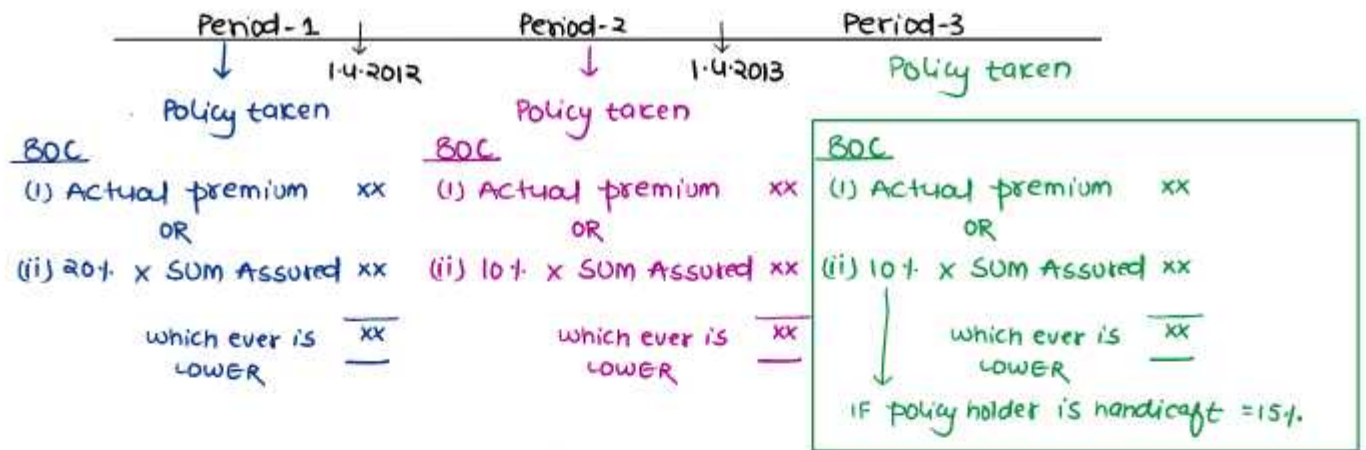 Period-1
Period-2
Period-3
1.4.2012
1.4.2013
Policy taken
Policy taken
Policy taken
BOC
(i) Actual premium xx
OR
(ii) 20% x SUM Assured xx
which ever is xx
LOWER
BOC
(i) Actual premium xx
OR
(ii) 10% x SUM Assured xx
which ever is xx
LOWER
BOC
(i) Actual premium xx
OR
(ii) 10% x SUM Assured xx
which ever is xx
LOWER
IF policy holder is handicaft =15%.